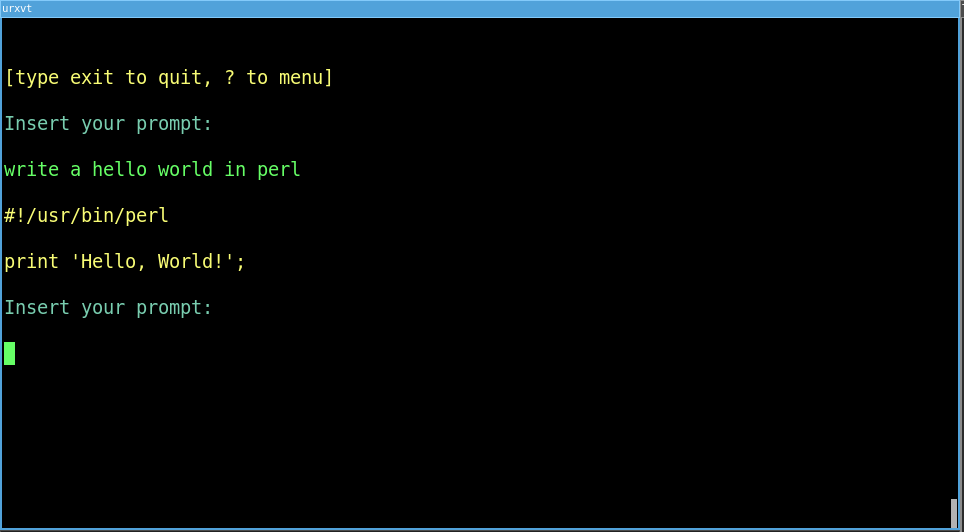 urxvt
[type exit to quit, ? to menu]
Insert your prompt:
write a hello world in perl
#!/usr/bin/perl
print 'Hello, World!';
Insert your prompt: